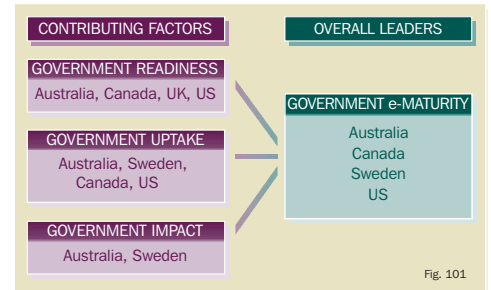 CONTRIBUTING FACTORS
OVERALL LEADERS
GOVERNMENT READINESS
Australia, Canada, UK, US
GOVERNMENT UPTAKE
Australia, Sweden,
Canada, US
GOVERNMENT IMPACT
Australia, Sweden
GOVERNMENT e-MATURITY
Australia
Canada
Sweden
US
Fig. 101